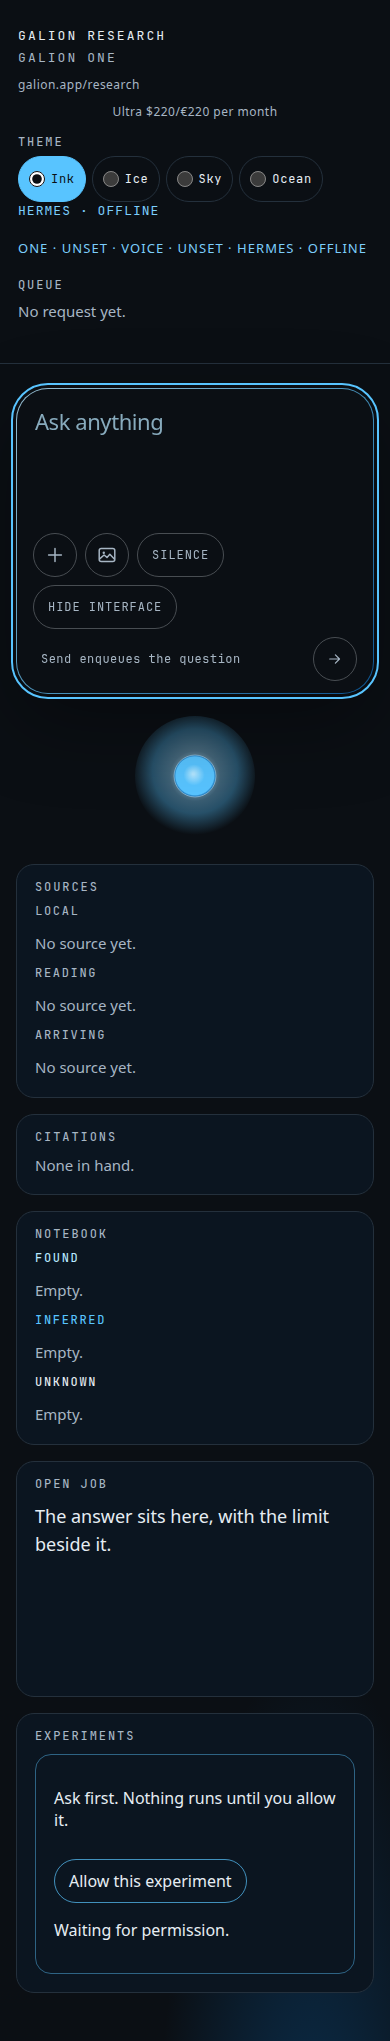 GALION RESEARCH
GALION ONE
galion.app/research
Ultra $220/€220 per month
THEME
Ink
Ice
Sky
Ocean
HERMES · OFFLINE
ONE · UNSET · VOICE · UNSET · HERMES · OFFLINE
QUEUE
No request yet.
Ask anything
SILENCE
HIDE INTERFACE
Send enqueues the question
SOURCES
LOCAL
No source yet.
READING
No source yet.
ARRIVING
No source yet.
CITATIONS
None in hand.
NOTEBOOK
FOUND
Empty.
INFERRED
Empty.
UNKNOWN
Empty.
OPEN JOB
The answer sits here, with the limit
beside it.
EXPERIMENTS
Ask first. Nothing runs until you allow
it.
Allow this experiment
Waiting for permission.